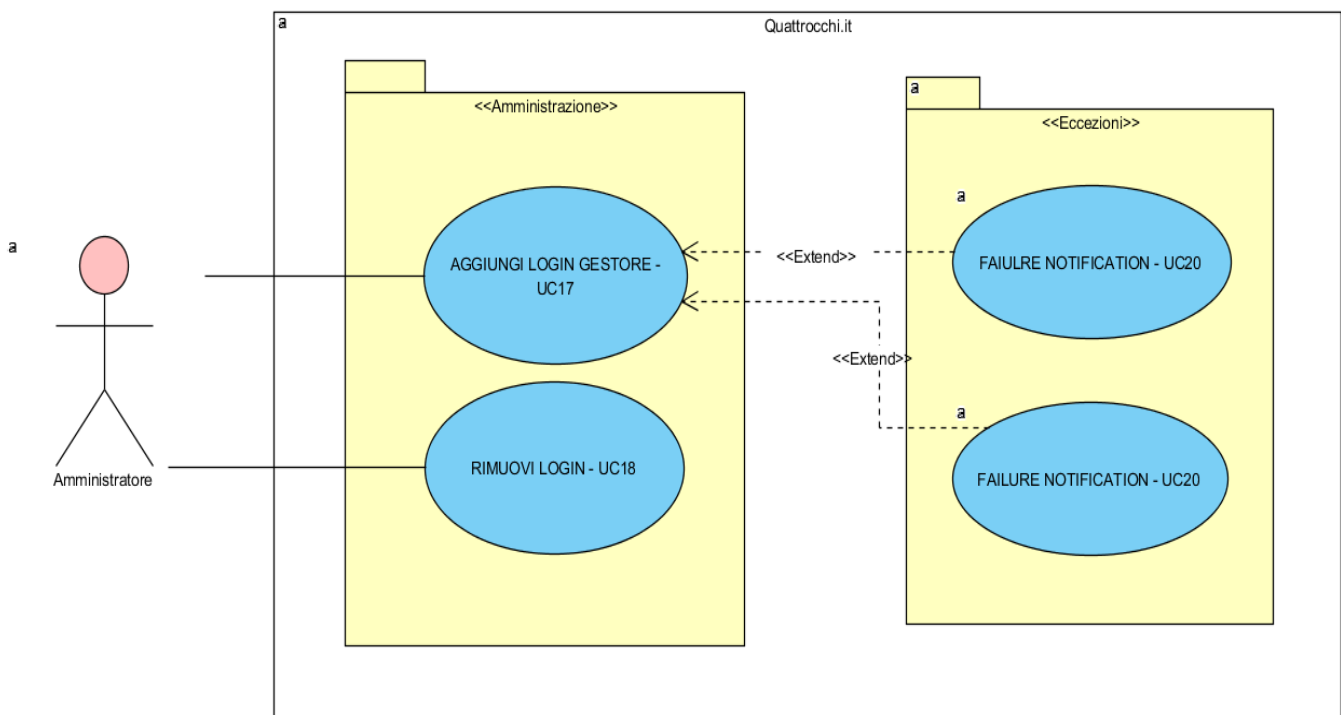 a
Quattrocchi.it
<<Amministrazione>>
a
<<Eccezioni>>
a
AGGIUNGI LOGIN GESTORE -
UC17
<<Extend>>
a
FAIULRE NOTIFICATION - UC20
<<Extend>>
a
Amministratore
RIMUOVI LOGIN - UC18
a
FAILURE NOTIFICATION - UC20